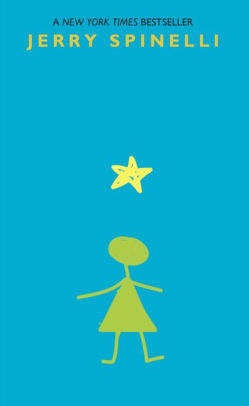 A NEW YORK TIMES BESTSELLER
JERRY SPINELLI